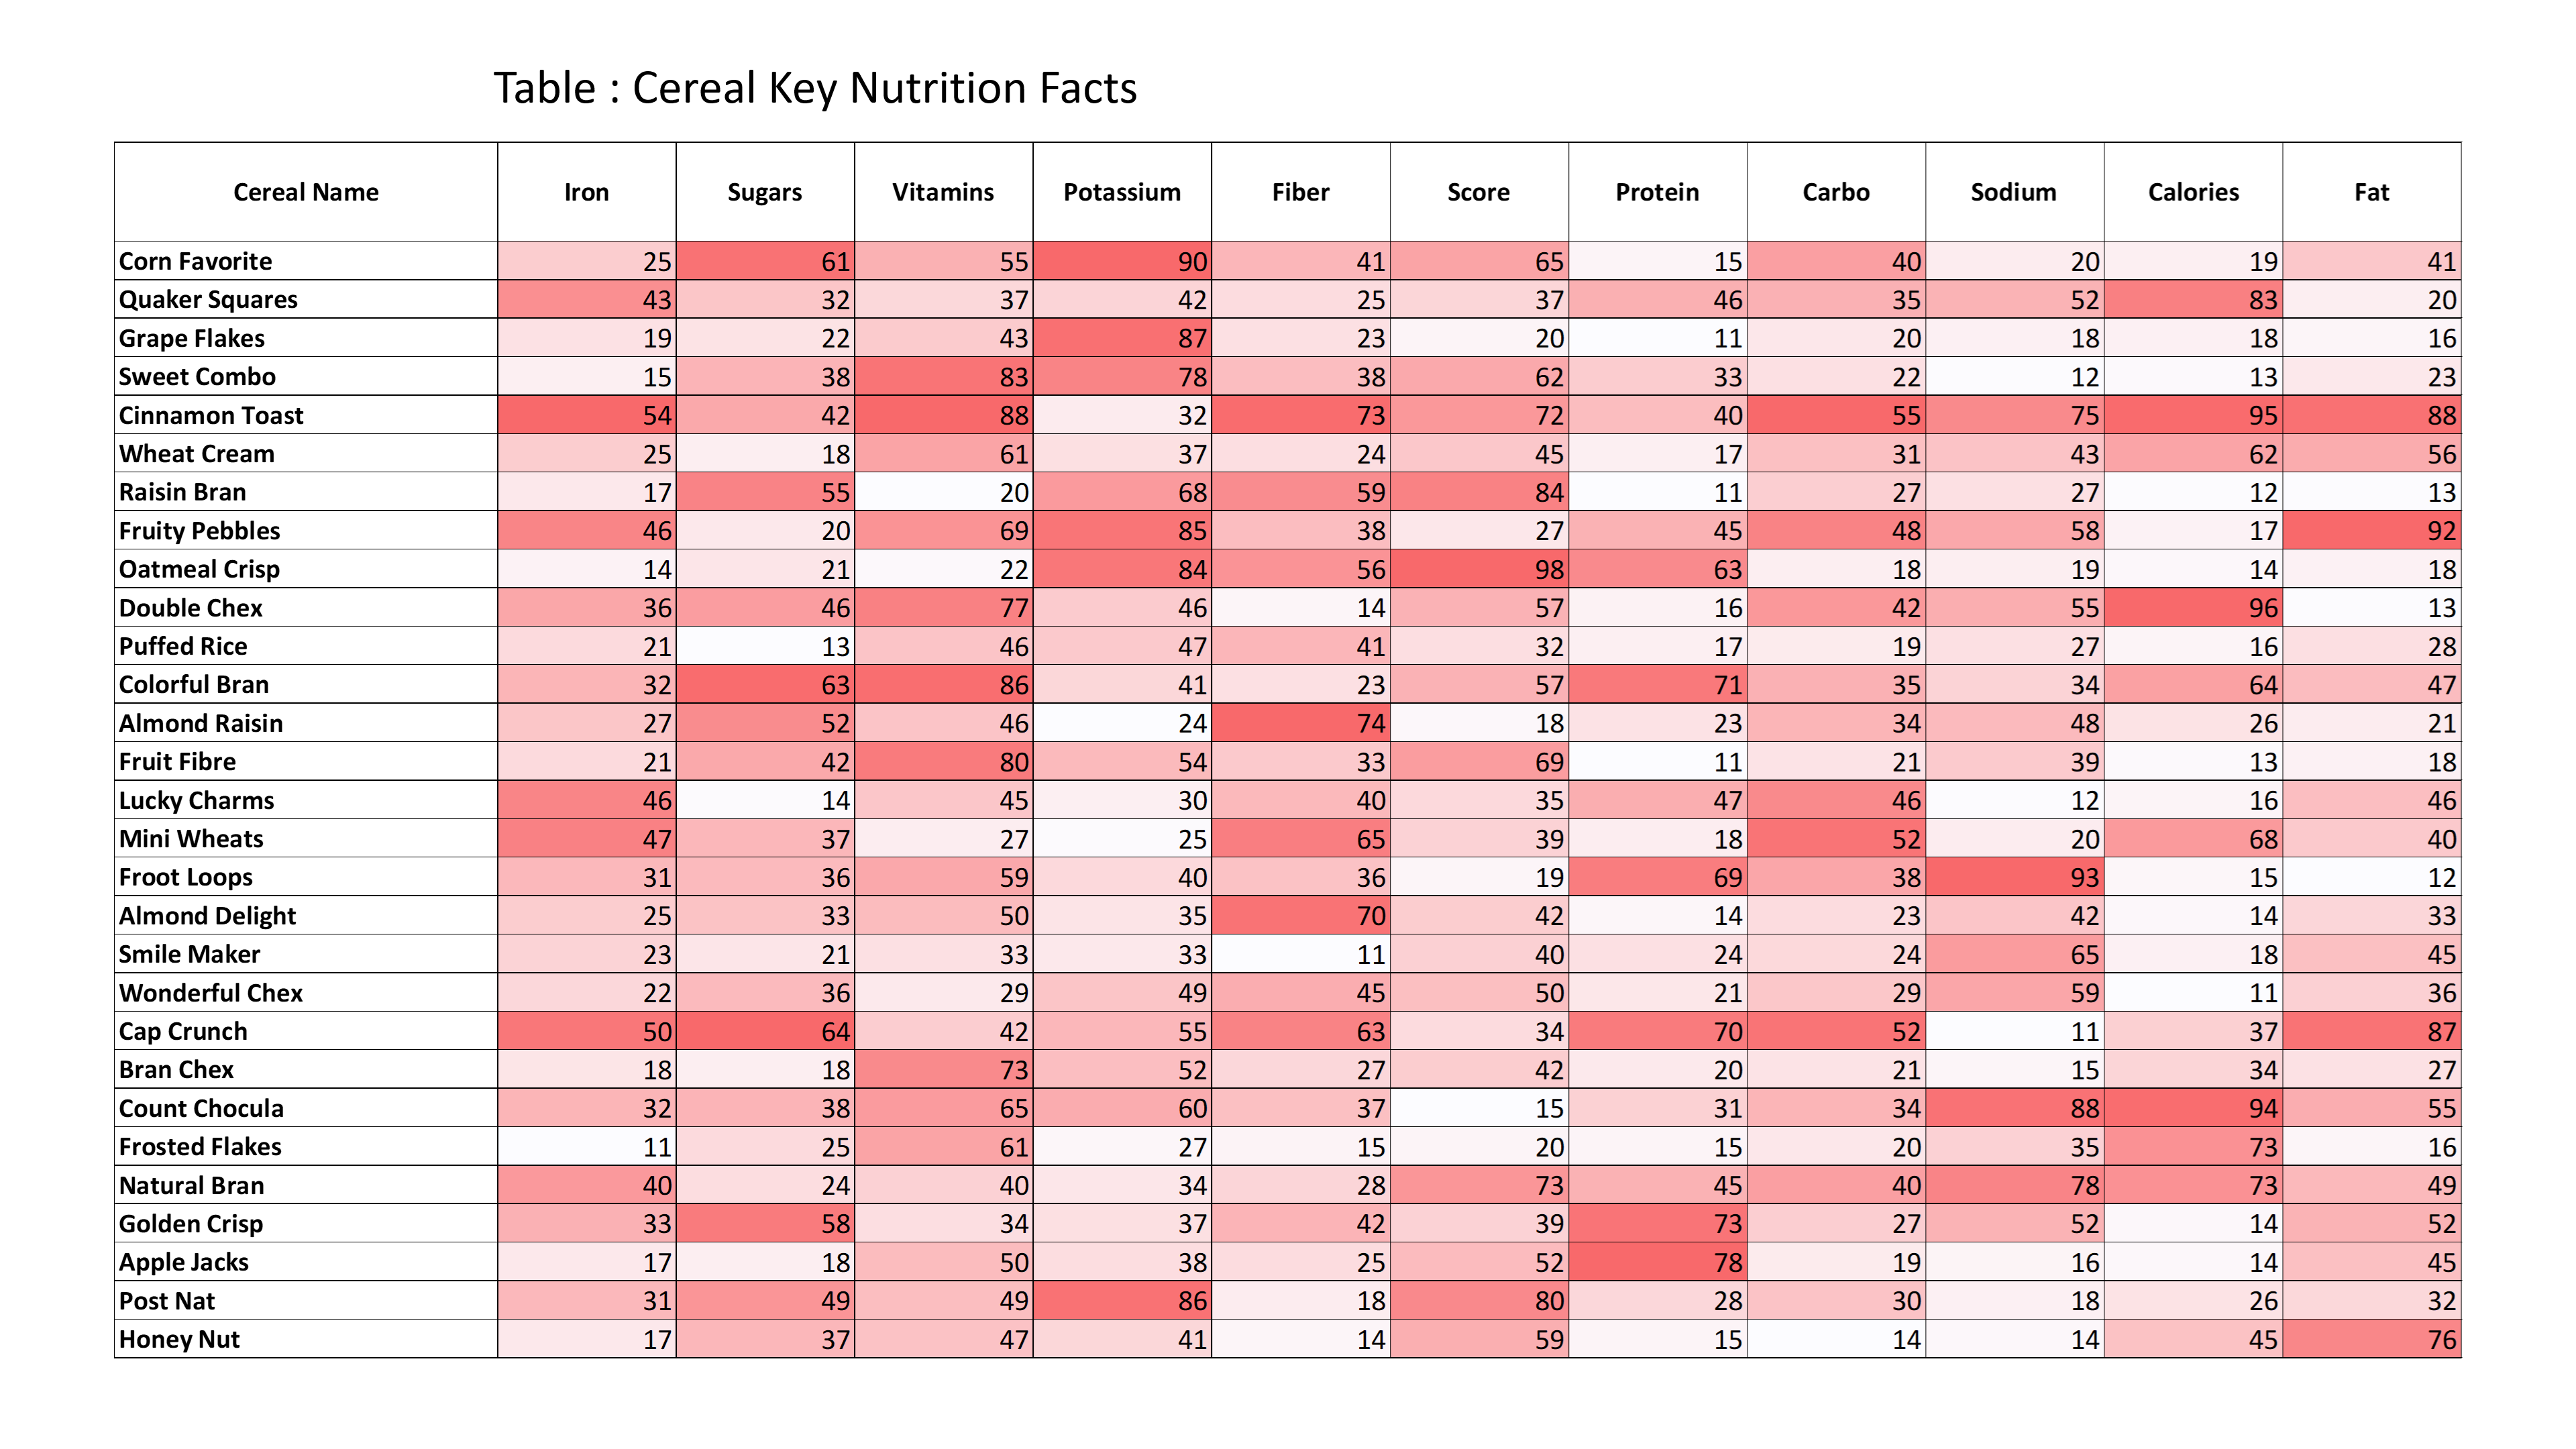 Table : Cereal Key Nutrition Facts
Cereal Name Iron Sugars Vitamins Potassium Fiber Score Protein Carbo Sodium Calories Fat
Corn Favorite 25 61 55 90 41 65 15 40 20 19 41
Quaker Squares 43 32 37 42 25 37 46 35 52 83 20
Grape Flakes 19 22 43 87 23 20 11 20 18 18 16
Sweet Combo 15 38 83 78 38 62 33 22 12 13 23
Cinnamon Toast 54 42 88 32 73 72 40 55 75 95 88
Wheat Cream 25 18 61 37 24 45 17 31 43 62 56
Raisin Bran 17 55 20 68 59 84 11 27 27 12 13
Fruity Pebbles 46 20 69 85 38 27 45 48 58 17 92
Oatmeal Crisp 14 21 22 84 56 98 63 18 19 14 18
Double Chex 36 46 77 46 14 57 16 42 55 96 13
Puffed Rice 21 13 46 47 41 32 17 19 27 16 28
Colorful Bran 32 63 86 41 23 57 71 35 34 64 47
Almond Raisin 27 52 46 24 74 18 23 34 48 26 21
Fruit Fibre 21 42 80 54 33 69 11 21 39 13 18
Lucky Charms 46 14 45 30 40 35 47 46 12 16 46
Mini Wheats 47 37 27 25 65 39 18 52 20 68 40
Froot Loops 31 36 59 40 36 19 69 38 93 15 12
Almond Delight 25 33 50 35 70 42 14 23 42 14 33
Smile Maker 23 21 33 33 11 40 24 24 65 18 45
Wonderful Chex 22 36 29 49 45 50 21 29 59 11 36
Cap Crunch 50 64 42 55 63 34 70 52 11 37 87
Bran Chex 18 18 73 52 27 42 20 21 15 34 27
Count Chocula 32 38 65 60 37 15 31 34 88 94 55
Frosted Flakes 11 25 61 27 15 20 15 20 35 73 16
Natural Bran 40 24 40 34 28 73 45 40 78 73 49
Golden Crisp 33 58 34 37 42 39 73 27 52 14 52
Apple Jacks 17 18 50 38 25 52 78 19 16 14 45
Post Nat 31 49 49 86 18 80 28 30 18 26 32
Honey Nut 17 37 47 41 14 59 15 14 14 45 76